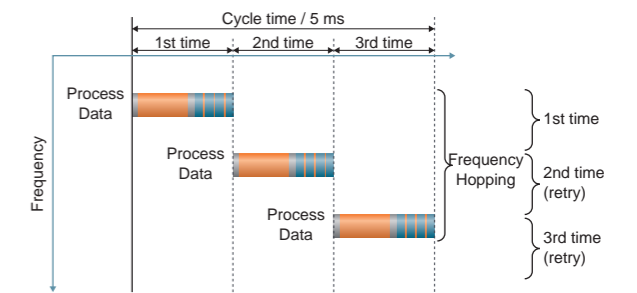 Cycle time / 5 ms
1st time
2nd time
3rd time
Process
Data
1st time
Process
Data
Frequency
Hopping
2nd time
(retry)
Process
Data
3rd time
(retry)
Frequency